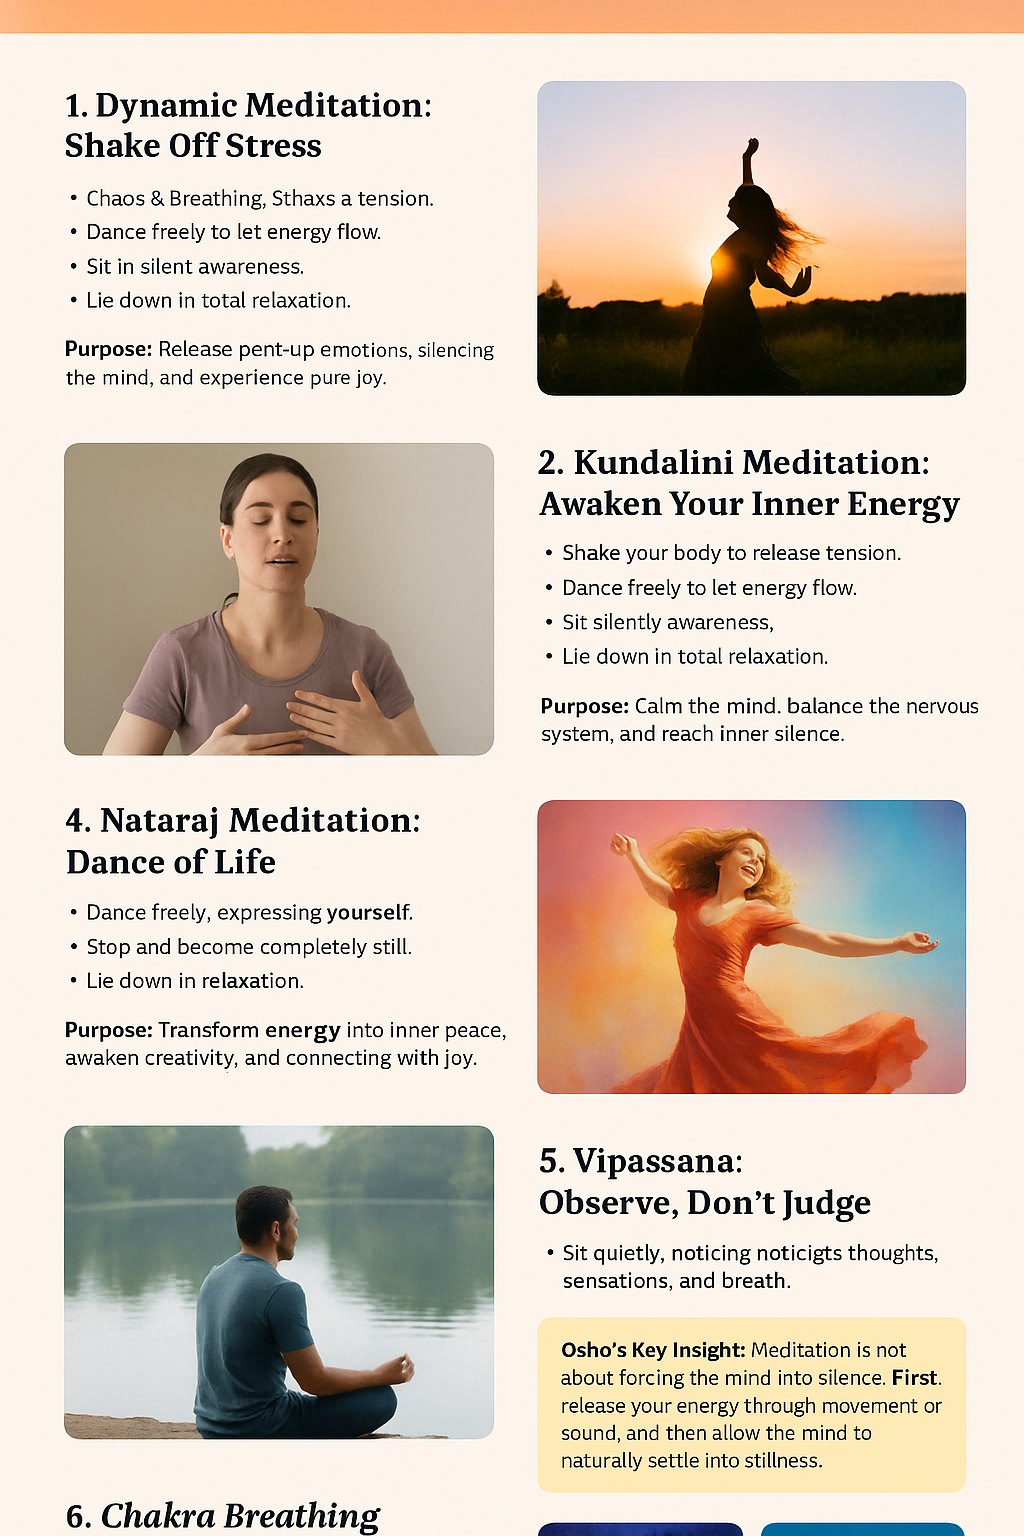 1. Dynamic Meditation:
Shake Off Stress
• Chaos & Breathing, Sthaxs a tension.
• Dance freely to let energy flow.
• Sit in silent awareness.
• Lie down in total relaxation.
Purpose: Release pent-up emotions, silencing
the mind, and experience pure joy.
2. Kundalini Meditation:
Awaken Your Inner Energy
• Shake your body to release tension.
• Dance freely to let energy flow.
• Sit silently awareness,
• Lie down in total relaxation.
Purpose: Calm the mind. balance the nervous
system, and reach inner silence.
4. Nataraj Meditation:
Dance of Life
• Dance freely, expressing yourself.
• Stop and become completely still.
• Lie down in relaxation.
Purpose: Transform energy into inner peace,
awaken creativity, and connecting with joy.
5. Vipassana:
Observe, Don't Judge
• Sit quietly, noticing noticigts thoughts,
sensations, and breath.
Osho's Key Insight: Meditation is not
about forcing the mind into silence. First.
release your energy through movement or
sound, and then allow the mind to
naturally settle into stillness.
6. Chakra Breathing